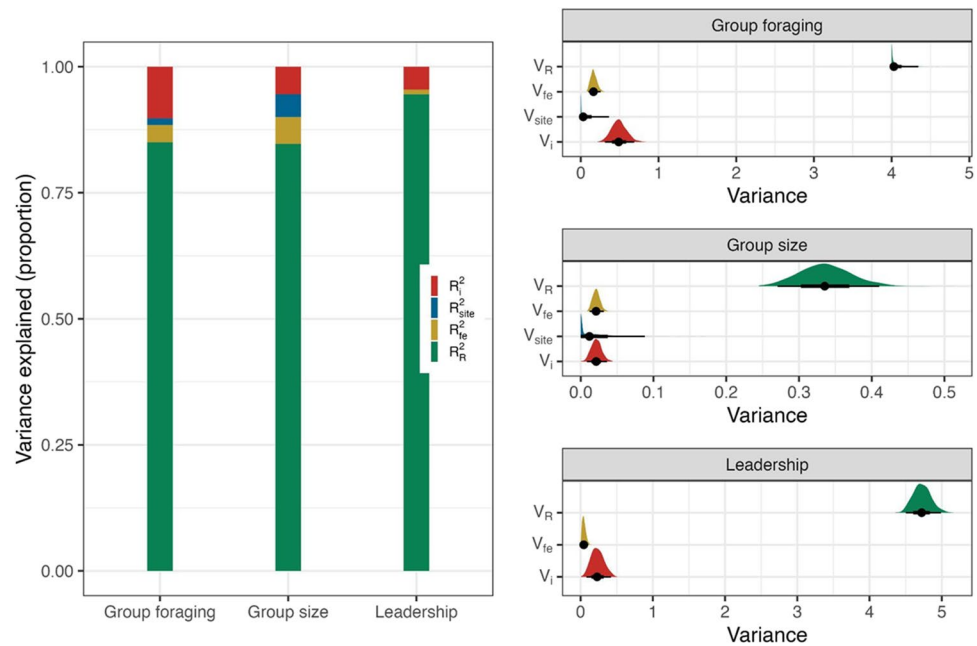 Variance explained (proportion)
1.00
0.75
0.50
0.25
0.00
Group foraging
Group size
Leadership
R²i
R²site
R²fe
R²R
Group foraging
VR
Vfe
Vsite
Vi
0 1 2 3 4 5
Variance
Group size
VR
Vfe
Vsite
Vi
0.0 0.1 0.2 0.3 0.4 0.5
Variance
Leadership
VR
Vfe
Vi
0 1 2 3 4 5
Variance